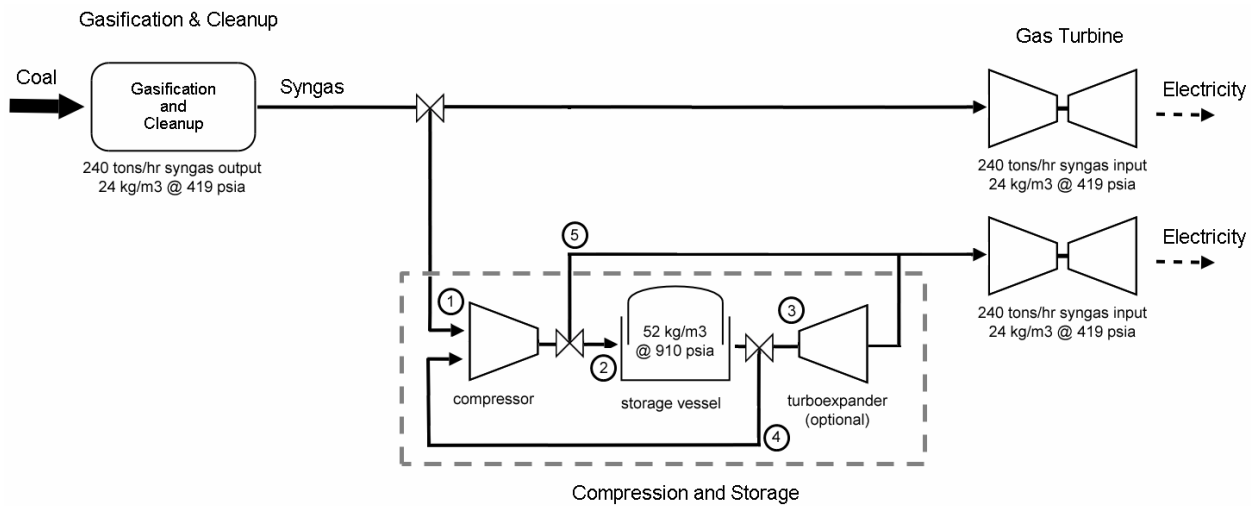 Gasification & Cleanup
Gas Turbine
Coal
Gasification
and
Cleanup
Syngas
Electricity
240 tons/hr syngas output
24 kg/m3 @ 419 psia
240 tons/hr syngas input
24 kg/m3 @ 419 psia
5
Electricity
1
3
52 kg/m3
@ 910 psia
2
240 tons/hr syngas input
24 kg/m3 @ 419 psia
compressor
storage vessel
turboexpander
(optional)
4
Compression and Storage